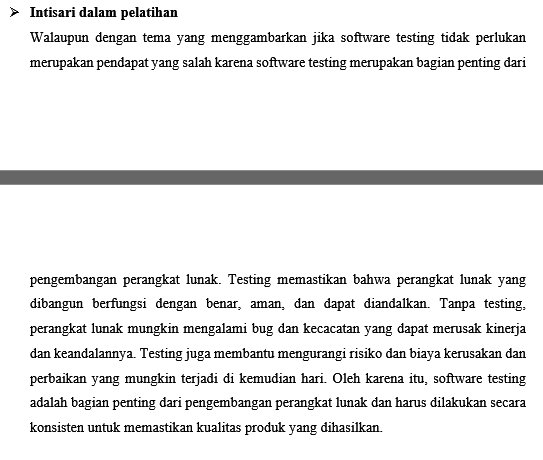 ➤ Intisari dalam pelatihan
Walaupun dengan tema yang menggambarkan jika software testing tidak perlukan
merupakan pendapat yang salah karena software testing merupakan bagian penting dari
pengembangan perangkat lunak. Testing memastikan bahwa perangkat lunak yang
dibangun berfungsi dengan benar, aman, dan dapat diandalkan. Tanpa testing,
perangkat lunak mungkin mengalami bug dan kecacatan yang dapat merusak kinerja
dan keandalannya. Testing juga membantu mengurangi risiko dan biaya kerusakan dan
perbaikan yang mungkin terjadi di kemudian hari. Oleh karena itu, software testing
adalah bagian penting dari pengembangan perangkat lunak dan harus dilakukan secara
konsisten untuk memastikan kualitas produk yang dihasilkan.